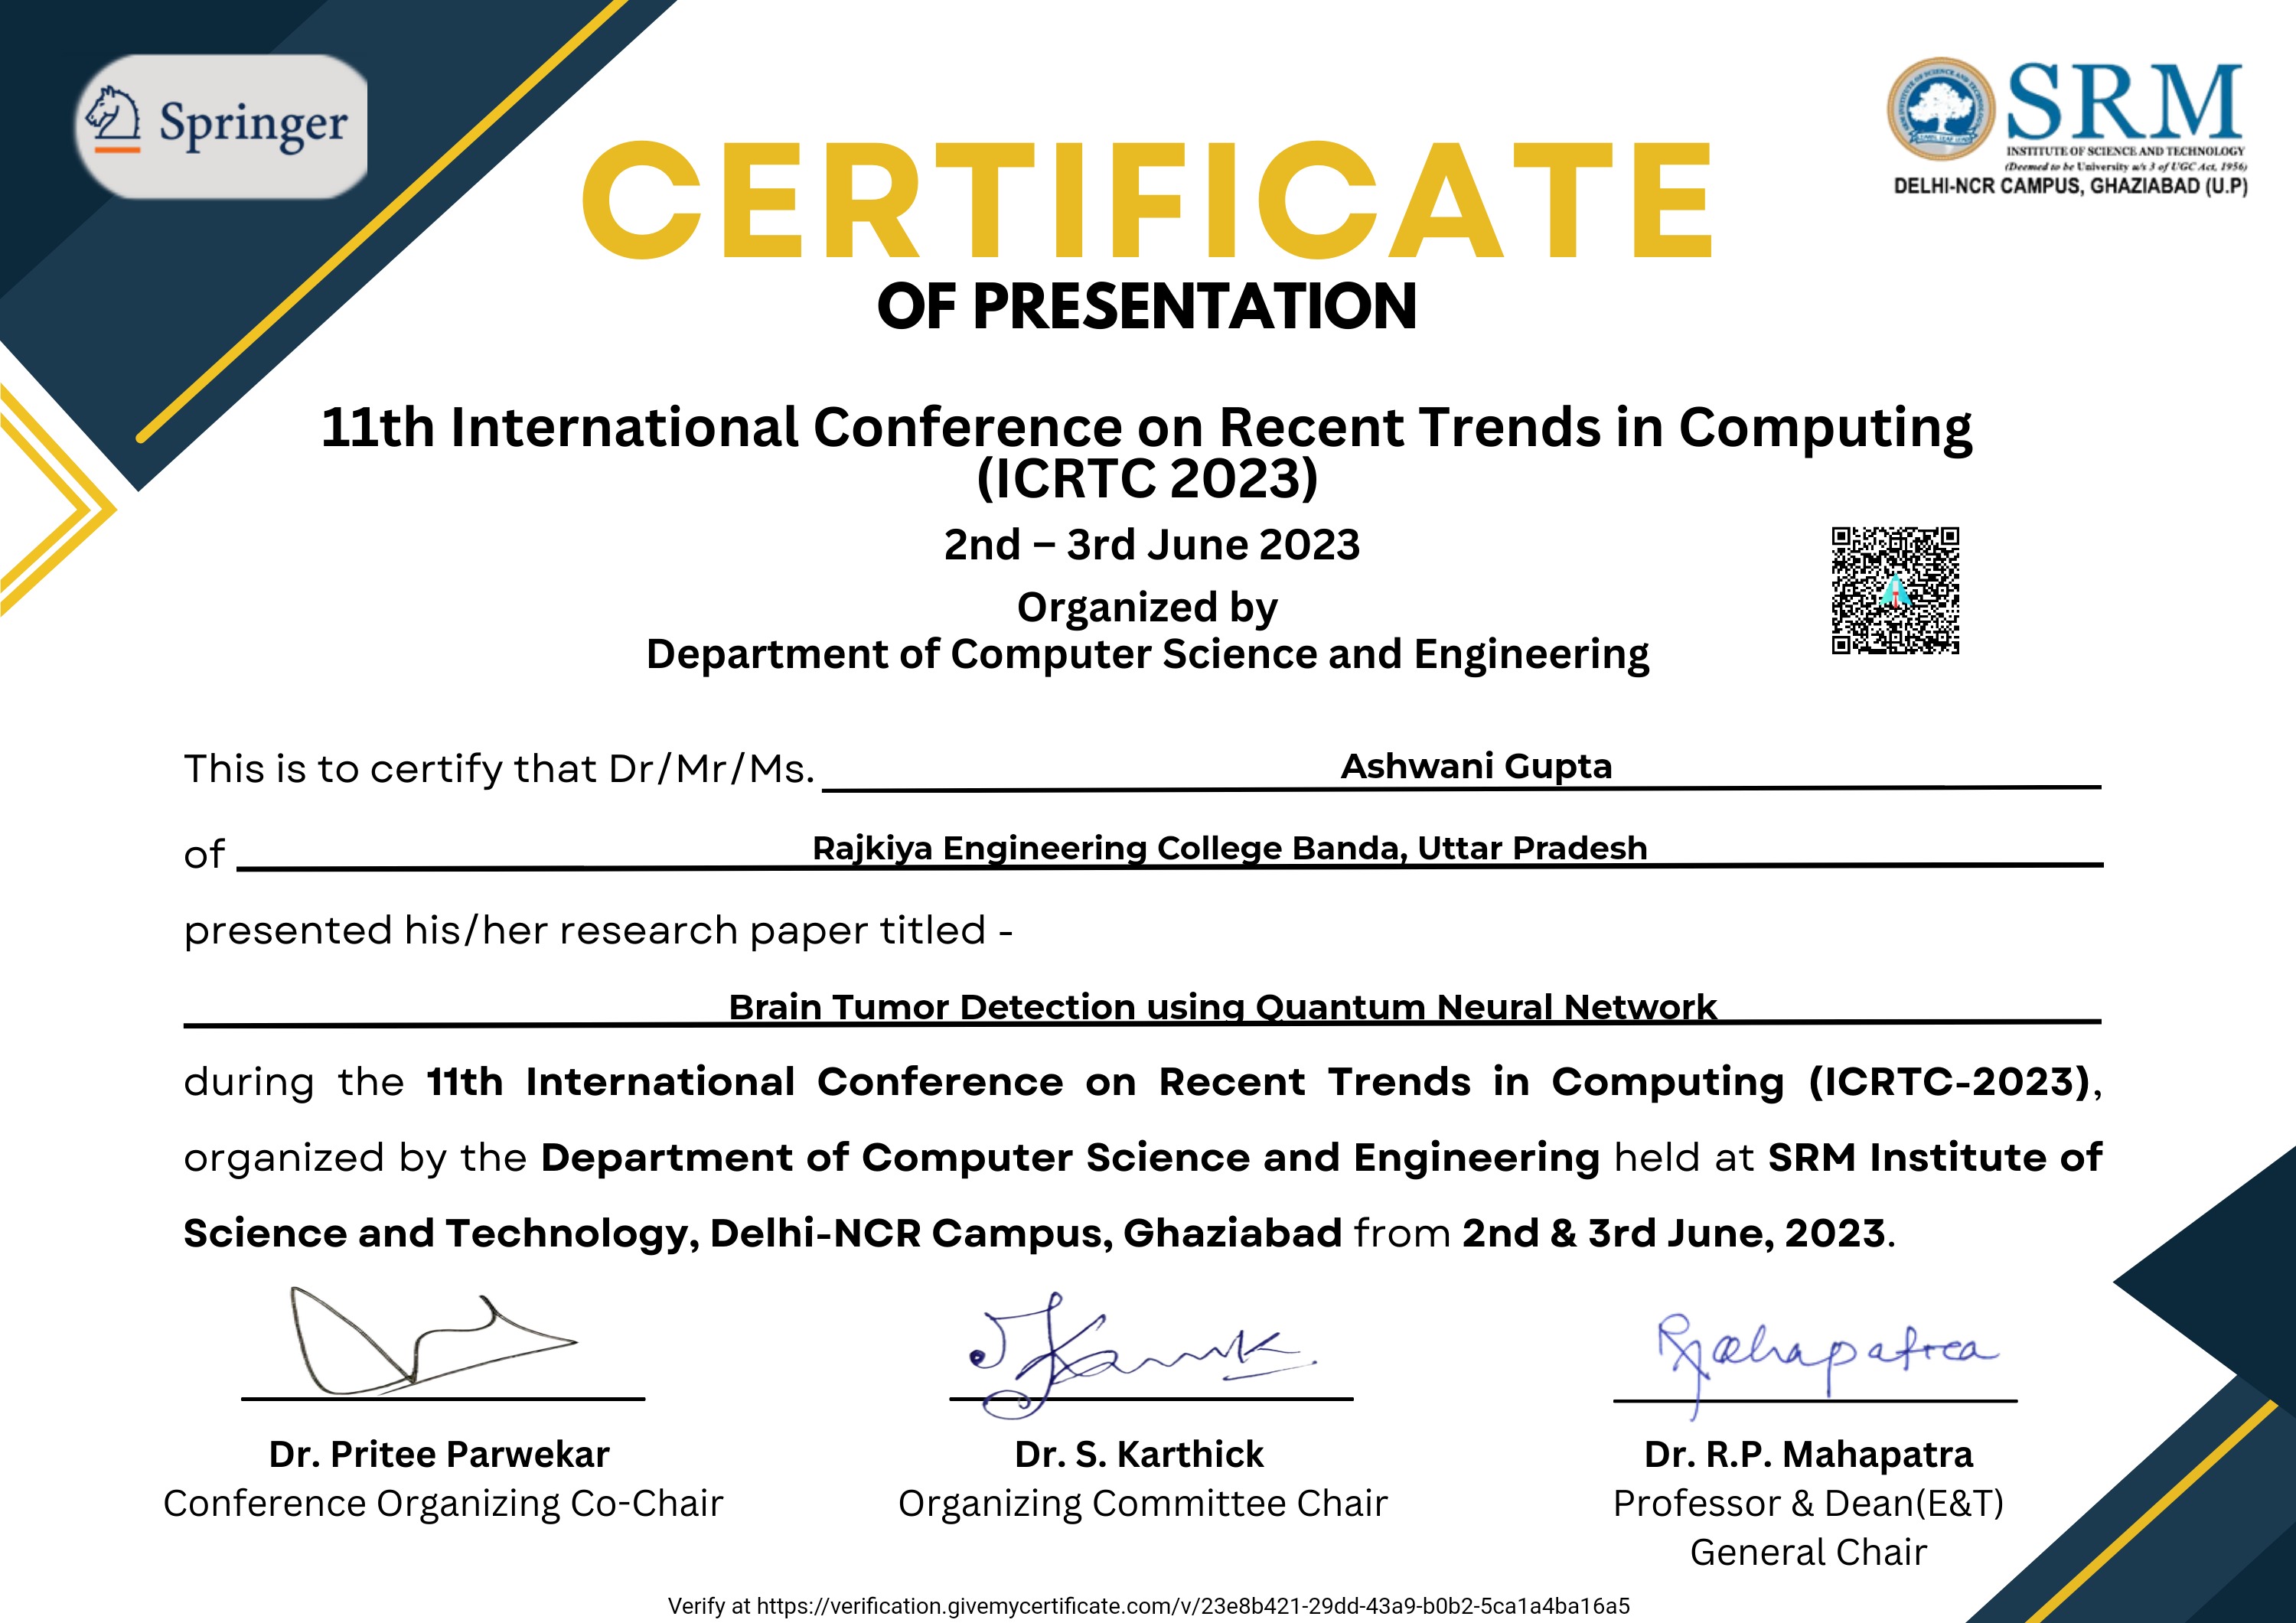 Springer
SRM
INSTITUTE OF SCIENCE AND TECHNOLOGY
(Deemed to be University u/s 3 of UGC Act, 1956)
DELHI-NCR CAMPUS, GHAZIABAD (U.P)
CERTIFICATE
OF PRESENTATION
11th International Conference on Recent Trends in Computing
(ICRTC 2023)
2nd – 3rd June 2023
Organized by
Department of Computer Science and Engineering
This is to certify that Dr/Mr/Ms. Ashwani Gupta
of Rajkiya Engineering College Banda, Uttar Pradesh
presented his/her research paper titled -
Brain Tumor Detection using Quantum Neural Network
during the 11th International Conference on Recent Trends in Computing (ICRTC-2023),
organized by the Department of Computer Science and Engineering held at SRM Institute of
Science and Technology, Delhi-NCR Campus, Ghaziabad from 2nd & 3rd June, 2023.
Rjahapatra
Dr. Pritee Parwekar
Conference Organizing Co-Chair
Dr. S. Karthick
Organizing Committee Chair
Dr. R.P. Mahapatra
Professor & Dean(E&T)
General Chair
Verify at https://verification.givemycertificate.com/v/23e8b421-29dd-43a9-b0b2-5ca1a4ba16a5